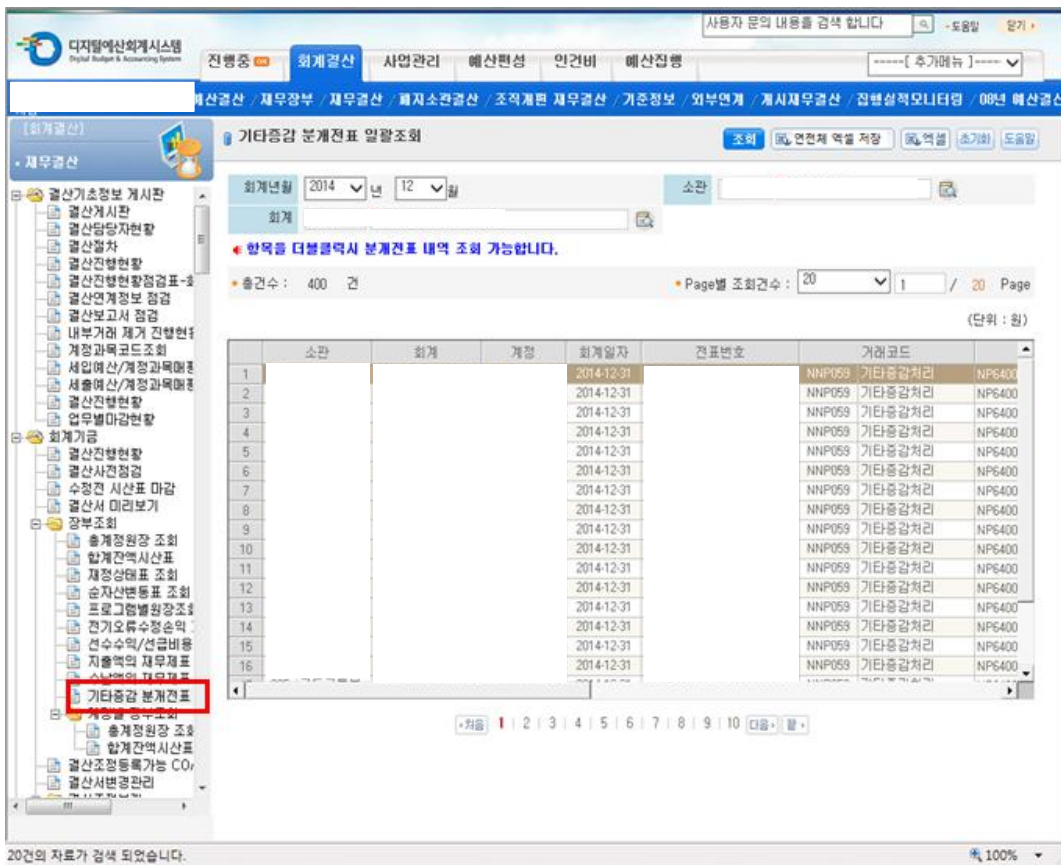 사용자 문의 내용을 검색 합니다 도움말 닫기
디지털예산회계시스템
Digital Budget & Accounting System
진행중 ON 회계결산 사업관리 예산편성 인건비 예산집행 -----[ 추가메뉴 ]----
예산결산 / 재무장부 / 재무결산 / 폐지소관결산 / 조직개편 재무결산 / 기준정보 / 외부연계 / 개시재무결산 / 집행실적모니터링 / 08년 예산결산
[회계결산]
• 재무결산
기타증감 분개전표 일괄조회
조회 연전체 엑셀 저장 엑셀 초기화 도움말
회계년월 2014 년 12 월 소관
회계
항목을 더블클릭시 분개전표 내역 조회 가능합니다.
• 총건수 : 400 건 • Page별 조회건수 : 20 1 / 20 Page
(단위 : 원)
소관 회계 계정 회계일자 전표번호 거래코드
1 2014-12-31 NNP059 기타증감처리 NP6400
2 2014-12-31 NNP059 기타증감처리 NP6400
3 2014-12-31 NNP059 기타증감처리 NP6400
4 2014-12-31 NNP059 기타증감처리 NP6400
5 2014-12-31 NNP059 기타증감처리 NP6400
6 2014-12-31 NNP059 기타증감처리 NP6400
7 2014-12-31 NNP059 기타증감처리 NP6400
8 2014-12-31 NNP059 기타증감처리 NP6400
9 2014-12-31 NNP059 기타증감처리 NP6400
10 2014-12-31 NNP059 기타증감처리 NP6400
11 2014-12-31 NNP059 기타증감처리 NP6400
12 2014-12-31 NNP059 기타증감처리 NP6400
13 2014-12-31 NNP059 기타증감처리 NP6400
14 2014-12-31 NNP059 기타증감처리 NP6400
15 2014-12-31 NNP059 기타증감처리 NP6400
16 2014-12-31 NNP059 기타증감처리 NP6400
처음 1 | 2 | 3 | 4 | 5 | 6 | 7 | 8 | 9 | 10 다음 끝
결산기초정보 게시판
결산게시판
결산담당자현황
결산절차
결산진행현황
결산진행현황점검표-회
결산연계정보 점검
결산보고서 점검
내부거래 제거 진행현황
계정과목코드조회
세입예산/계정과목매핑
세출예산/계정과목매핑
결산진행현황
업무별마감현황
회계기금
결산진행현황
결산사전점검
수정전 시산표 마감
결산서 미리보기
장부조회
총계정원장 조회
합계잔액시산표
재정상태표 조회
순자산변동표 조회
프로그램별원장조회
전기오류수정손익
선수수익/선급비용
지출액의 재무제표
수납액의 재무제표
기타증감 분개전표
계정별 장부조회
총계정원장 조회
합계잔액시산표
결산조정등록가능 CO
결산서변경관리
20건의 자료가 검색 되었습니다.
100%